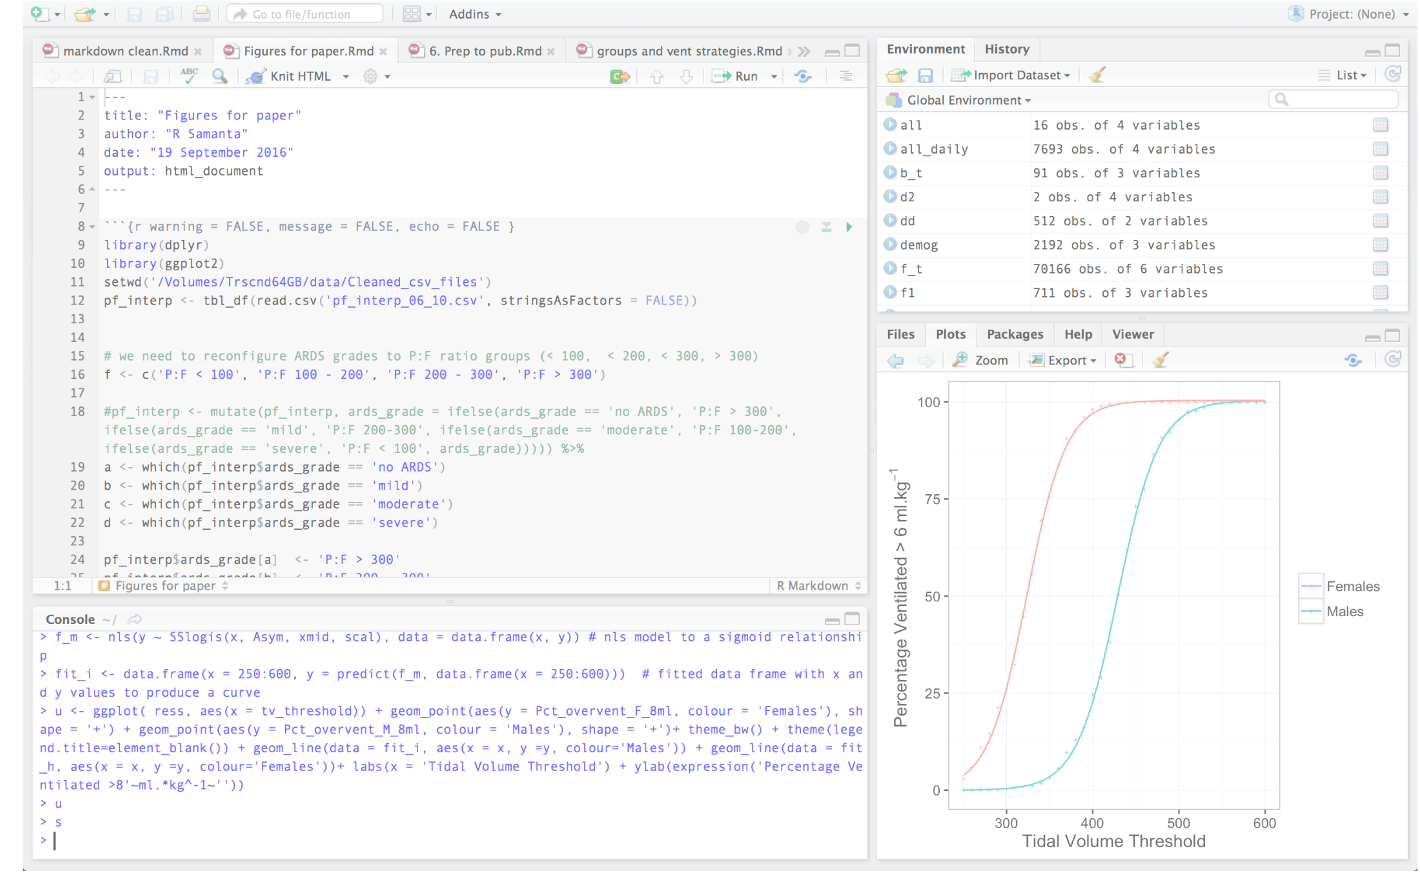 Go to file/function
Addins
Project: (None)
markdown clean.Rmd
Figures for paper.Rmd
6. Prep to pub.Rmd
groups and vent strategies.Rmd
ABC
Knit HTML
Run
1 ---
2 title: "Figures for paper"
3 author: "R Samanta"
4 date: "19 September 2016"
5 output: html_document
6 ---
7
8 ```{r warning = FALSE, message = FALSE, echo = FALSE }
9 library(dplyr)
10 library(ggplot2)
11 setwd('/Volumes/Trscnd64GB/data/Cleaned_csv_files')
12 pf_interp <- tbl_df(read.csv('pf_interp_06_10.csv', stringsAsFactors = FALSE))
13
14
15 # we need to reconfigure ARDS grades to P:F ratio groups (< 100,  < 200, < 300, > 300)
16 f <- c('P:F < 100', 'P:F 100 - 200', 'P:F 200 - 300', 'P:F > 300')
17
18 #pf_interp <- mutate(pf_interp, ards_grade = ifelse(ards_grade == 'no ARDS', 'P:F > 300',
ifelse(ards_grade == 'mild', 'P:F 200-300', ifelse(ards_grade == 'moderate', 'P:F 100-200',
ifelse(ards_grade == 'severe', 'P:F < 100', ards_grade))))) %>%
19 a <- which(pf_interp$ards_grade == 'no ARDS')
20 b <- which(pf_interp$ards_grade == 'mild')
21 c <- which(pf_interp$ards_grade == 'moderate')
22 d <- which(pf_interp$ards_grade == 'severe')
23
24 pf_interp$ards_grade[a]  <- 'P:F > 300'
25 pf_interp$ards_grade[b]  <- 'P:F 200 - 300'
1:1
Figures for paper
R Markdown
Console ~/
> f_m <- nls(y ~ SSlogis(x, Asym, xmid, scal), data = data.frame(x, y)) # nls model to a sigmoid relationshi
p
> fit_i <- data.frame(x = 250:600, y = predict(f_m, data.frame(x = 250:600)))  # fitted data frame with x an
d y values to produce a curve
> u <- ggplot( ress, aes(x = tv_threshold)) + geom_point(aes(y = Pct_overvent_F_8ml, colour = 'Females'), sh
ape = '+') + geom_point(aes(y = Pct_overvent_M_8ml, colour = 'Males'), shape = '+')+ theme_bw() + theme(lege
nd.title=element_blank()) + geom_line(data = fit_i, aes(x = x, y =y, colour='Males')) + geom_line(data = fit
_h, aes(x = x, y =y, colour='Females'))+ labs(x = 'Tidal Volume Threshold') + ylab(expression('Percentage Ve
ntilated >8'~ml.*kg^-1~''))
> u
> s
>
Environment
History
Import Dataset
List
Global Environment
all 16 obs. of 4 variables
all_daily 7693 obs. of 4 variables
b_t 91 obs. of 3 variables
d2 2 obs. of 4 variables
dd 512 obs. of 2 variables
demog 2192 obs. of 3 variables
f_t 70166 obs. of 6 variables
f1 711 obs. of 3 variables
Files
Plots
Packages
Help
Viewer
Zoom
Export
Percentage Ventilated > 6 ml.kg⁻¹
100
75
50
25
0
300
400
500
600
Tidal Volume Threshold
Females
Males